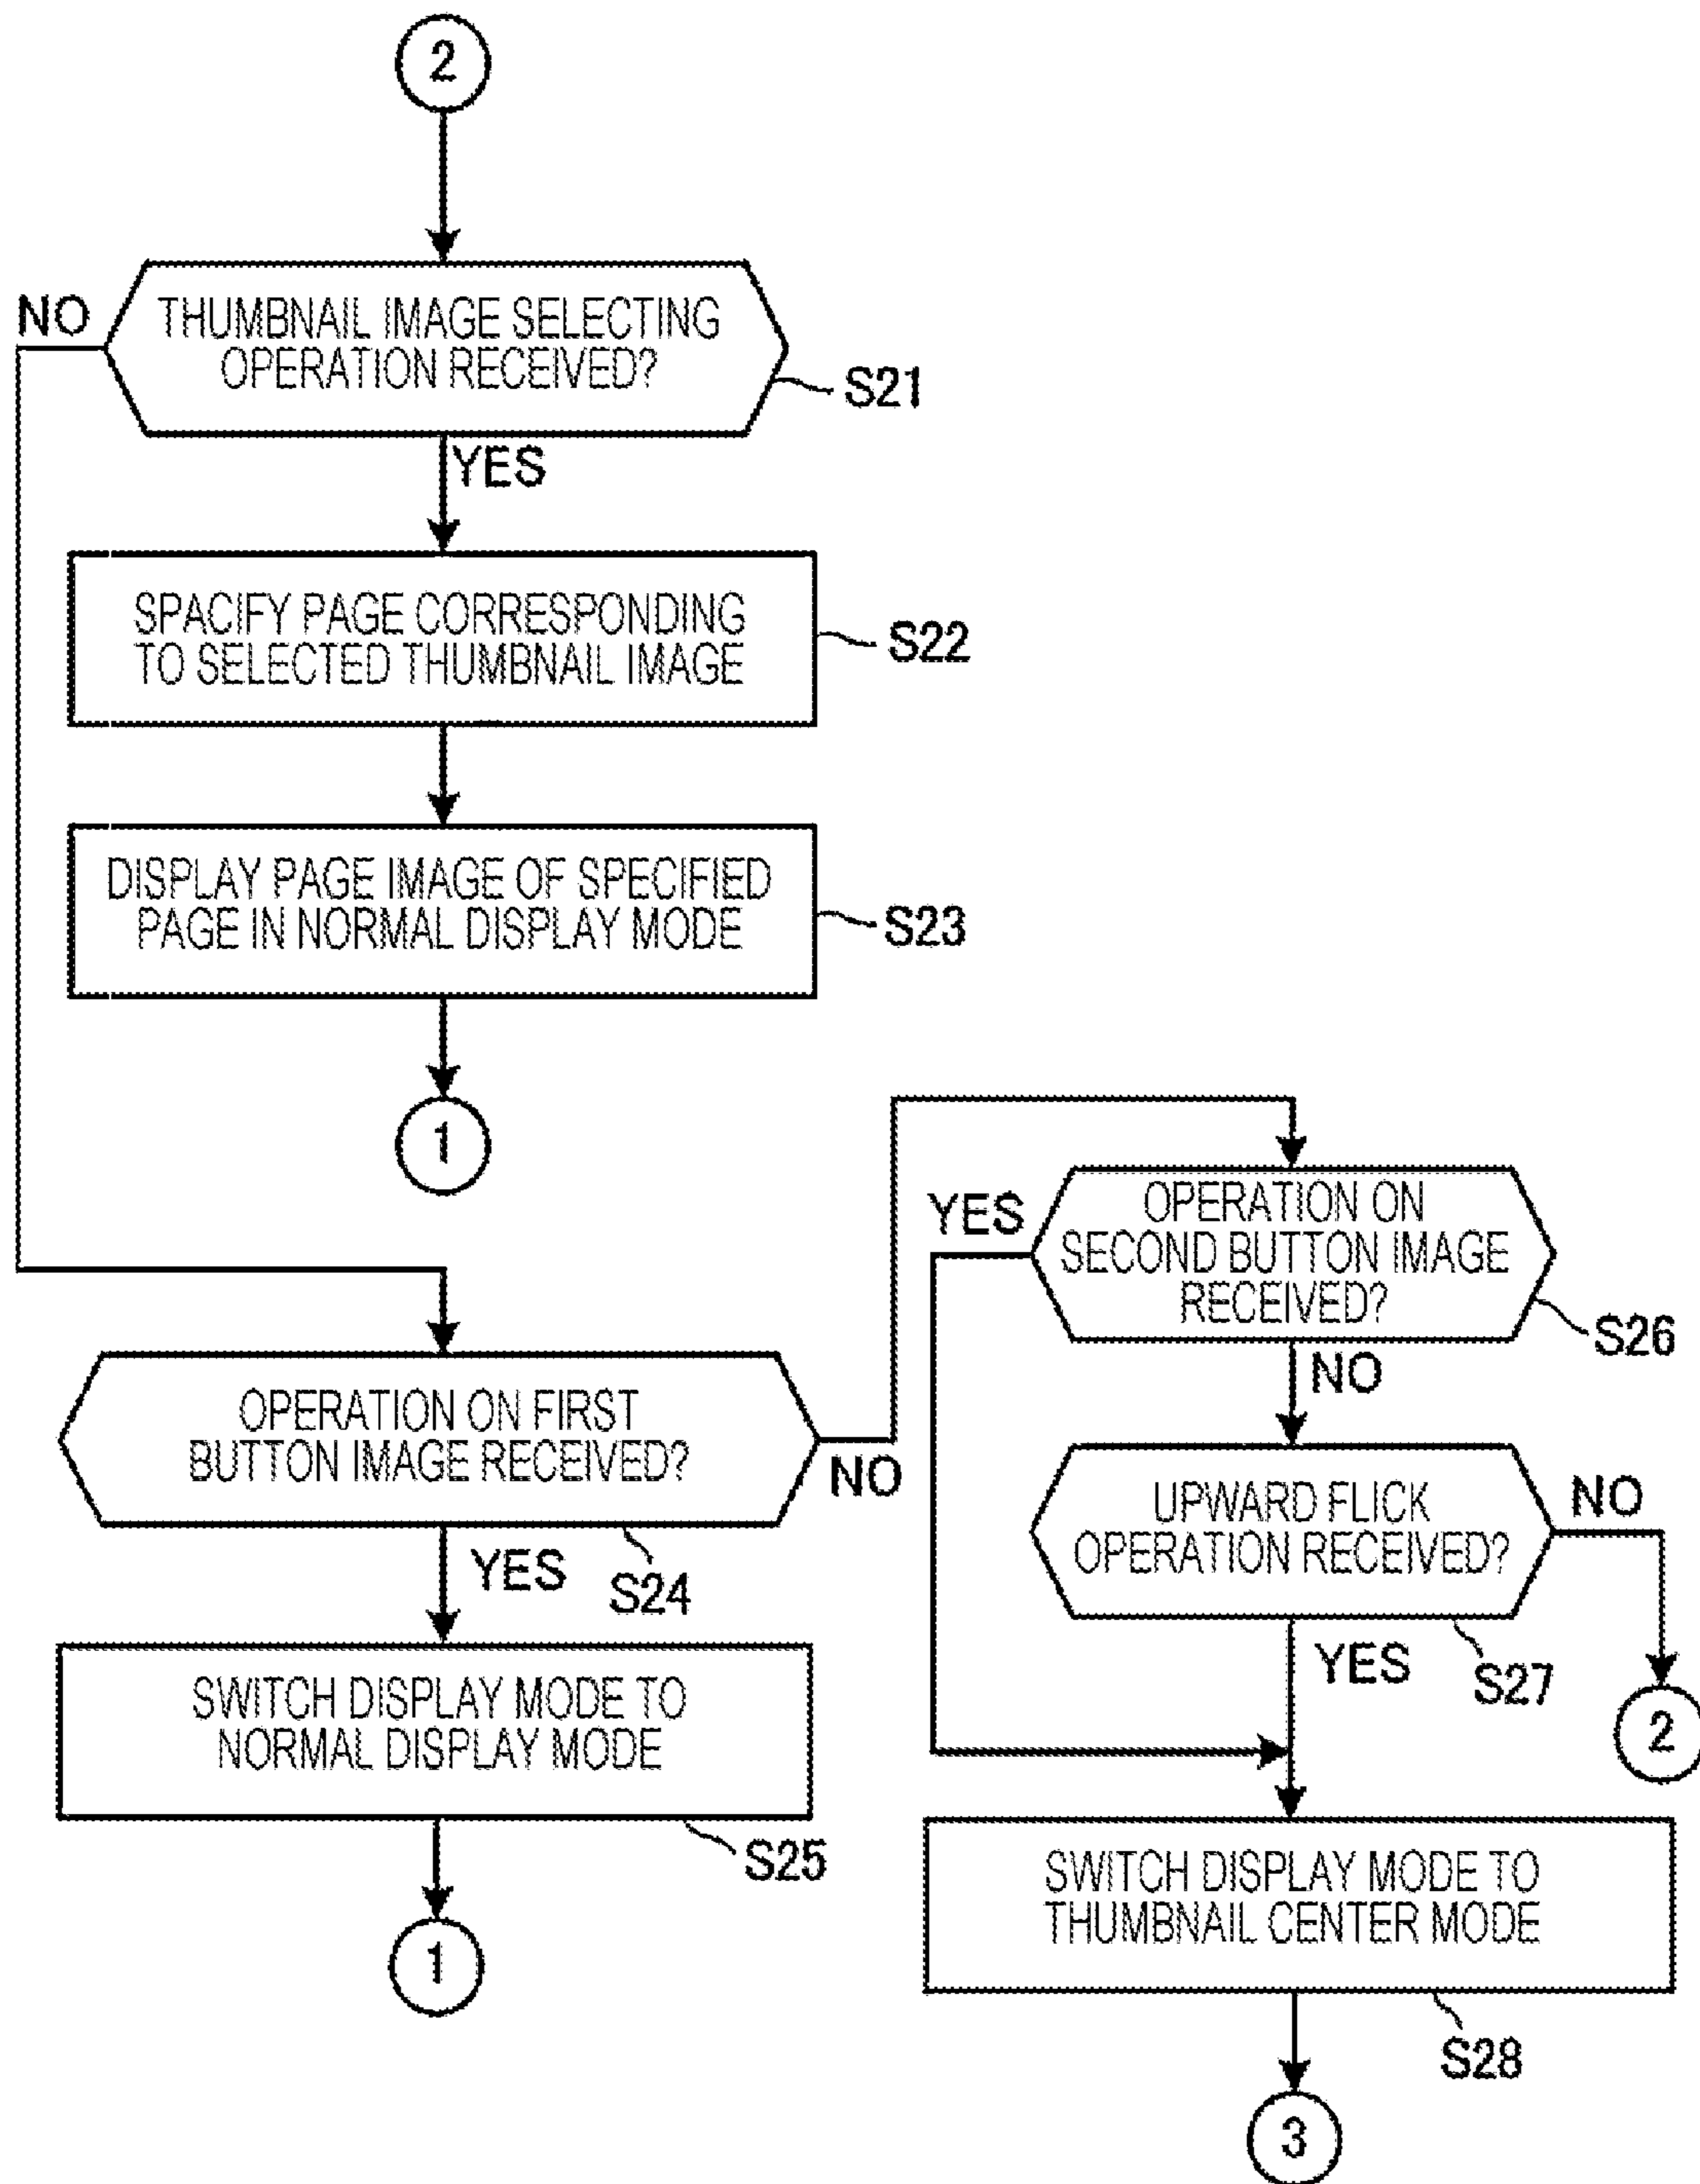 2
THUMBNAIL IMAGE SELECTING
OPERATION RECEIVED?
NO
S21
YES
SPACIFY PAGE CORRESPONDING
TO SELECTED THUMBNAIL IMAGE
S22
DISPLAY PAGE IMAGE OF SPECIFIED
PAGE IN NORMAL DISPLAY MODE
S23
1
OPERATION ON FIRST
BUTTON IMAGE RECEIVED?
NO
YES
S24
SWITCH DISPLAY MODE TO
NORMAL DISPLAY MODE
S25
1
OPERATION ON
SECOND BUTTON IMAGE
RECEIVED?
YES
S26
NO
UPWARD FLICK
OPERATION RECEIVED?
NO
YES
S27
2
SWITCH DISPLAY MODE TO
THUMBNAIL CENTER MODE
S28
3